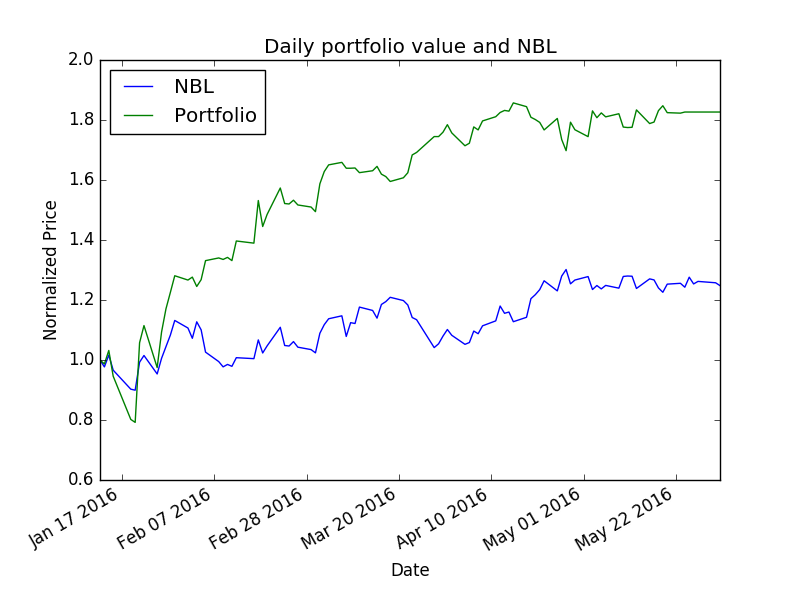 Daily portfolio value and NBL
NBL
Portfolio
2.0
1.8
1.6
1.4
1.2
1.0
0.8
0.6
Normalized Price
Jan 17 2016
Feb 07 2016
Feb 28 2016
Mar 20 2016
Apr 10 2016
May 01 2016
May 22 2016
Date